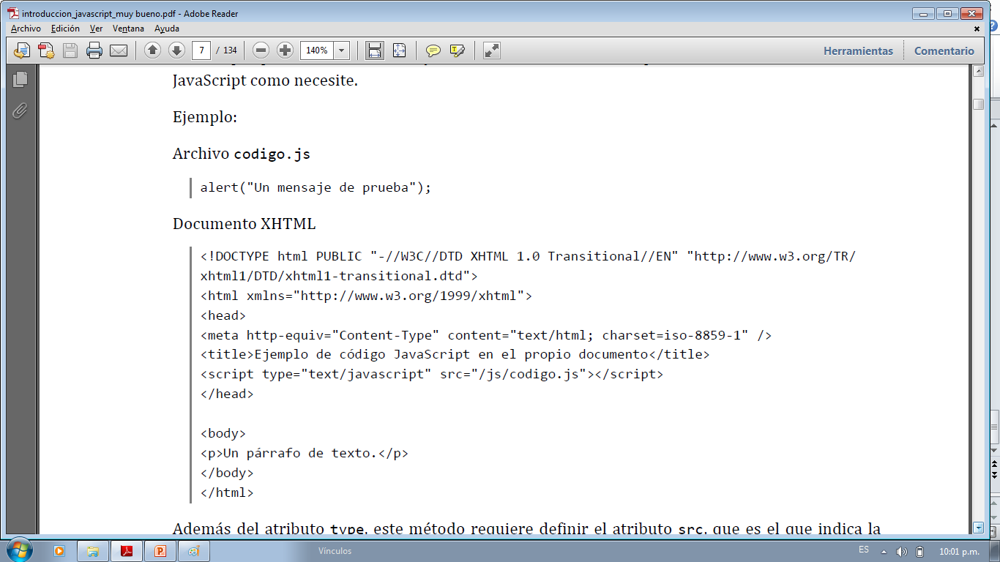 introduccion_javascript_muy bueno.pdf - Adobe Reader
Archivo Edición Ver Ventana Ayuda
7 / 134 140% Herramientas Comentario
JavaScript como necesite.
Ejemplo:
Archivo codigo.js
alert("Un mensaje de prueba");
Documento XHTML
<!DOCTYPE html PUBLIC "-//W3C//DTD XHTML 1.0 Transitional//EN" "http://www.w3.org/TR/
xhtml1/DTD/xhtml1-transitional.dtd">
<html xmlns="http://www.w3.org/1999/xhtml">
<head>
<meta http-equiv="Content-Type" content="text/html; charset=iso-8859-1" />
<title>Ejemplo de código JavaScript en el propio documento</title>
<script type="text/javascript" src="/js/codigo.js"></script>
</head>
<body>
<p>Un párrafo de texto.</p>
</body>
</html>
Además del atributo type, este método requiere definir el atributo src, que es el que indica la
Vínculos ES 10:01 p.m.